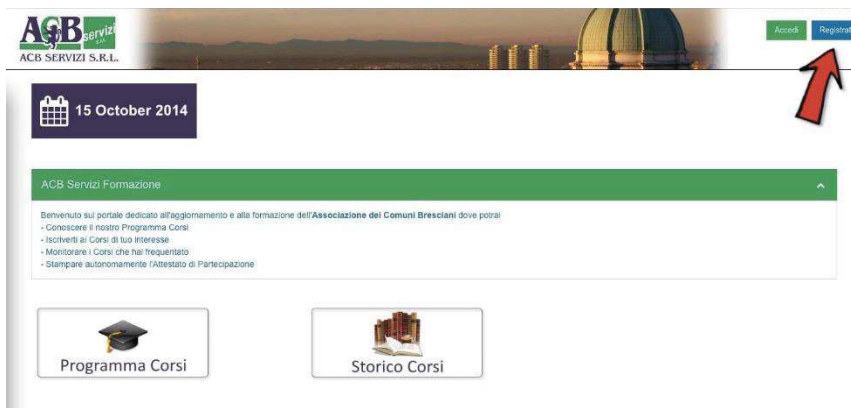 ACB servizi S.R.L.
ACB SERVIZI S.R.L.
Accedi
Registrat
15 October 2014
ACB Servizi Formazione
Benvenuto sul portale dedicato all'aggiornamento e alla formazione dell'Associazione dei Comuni Bresciani dove potrai
- Conoscere il nostro Programma Corsi
- Iscriverti ai Corsi di tuo interesse
- Monitorare i Corsi che hai frequentato
- Stampare autonomamente l'Attestato di Partecipazione
Programma Corsi
Storico Corsi